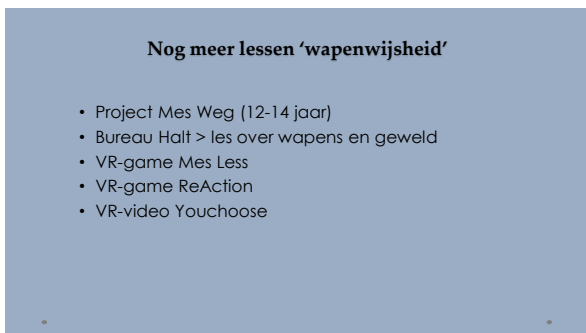 Nog meer lessen ‘wapenwijsheid’
• Project Mes Weg (12-14 jaar)
• Bureau Halt > les over wapens en geweld
• VR-game Mes Less
• VR-game ReAction
• VR-video Youchoose